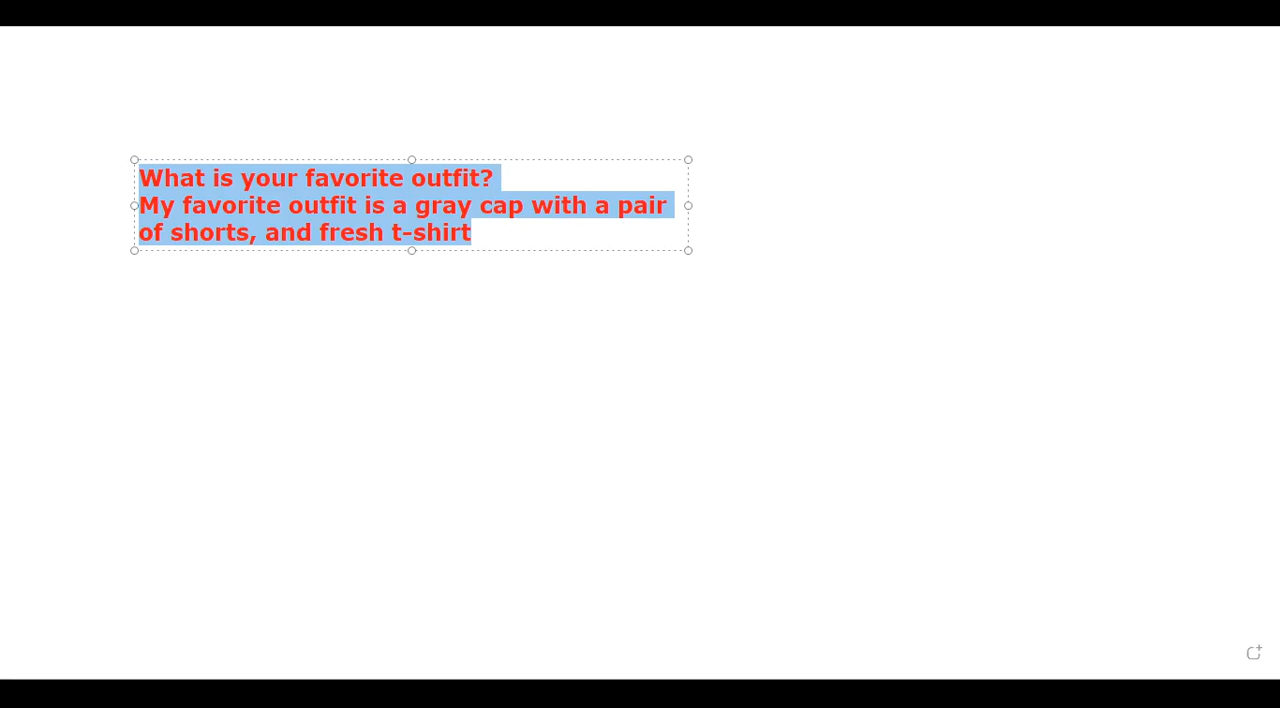 What is your favorite outfit?
My favorite outfit is a gray cap with a pair
of shorts, and fresh t-shirt